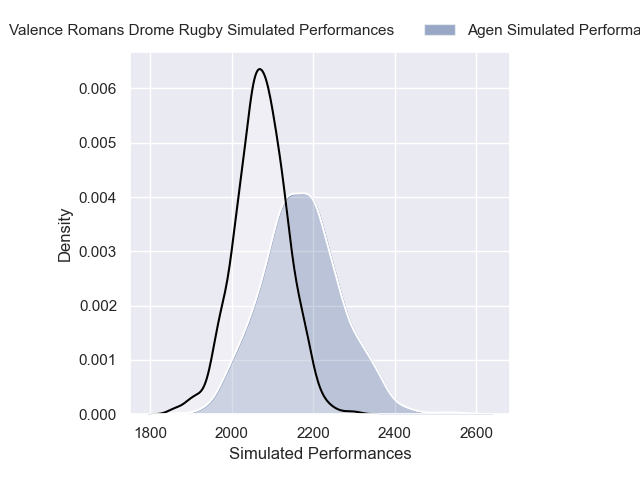 Valence Romans Drome Rugby Simulated Performances Agen Simulated Performa
0.006
0.005
0.004
0.003
0.002
0.001
0.000
Density
1800 2000 2200 2400 2600
Simulated Performances